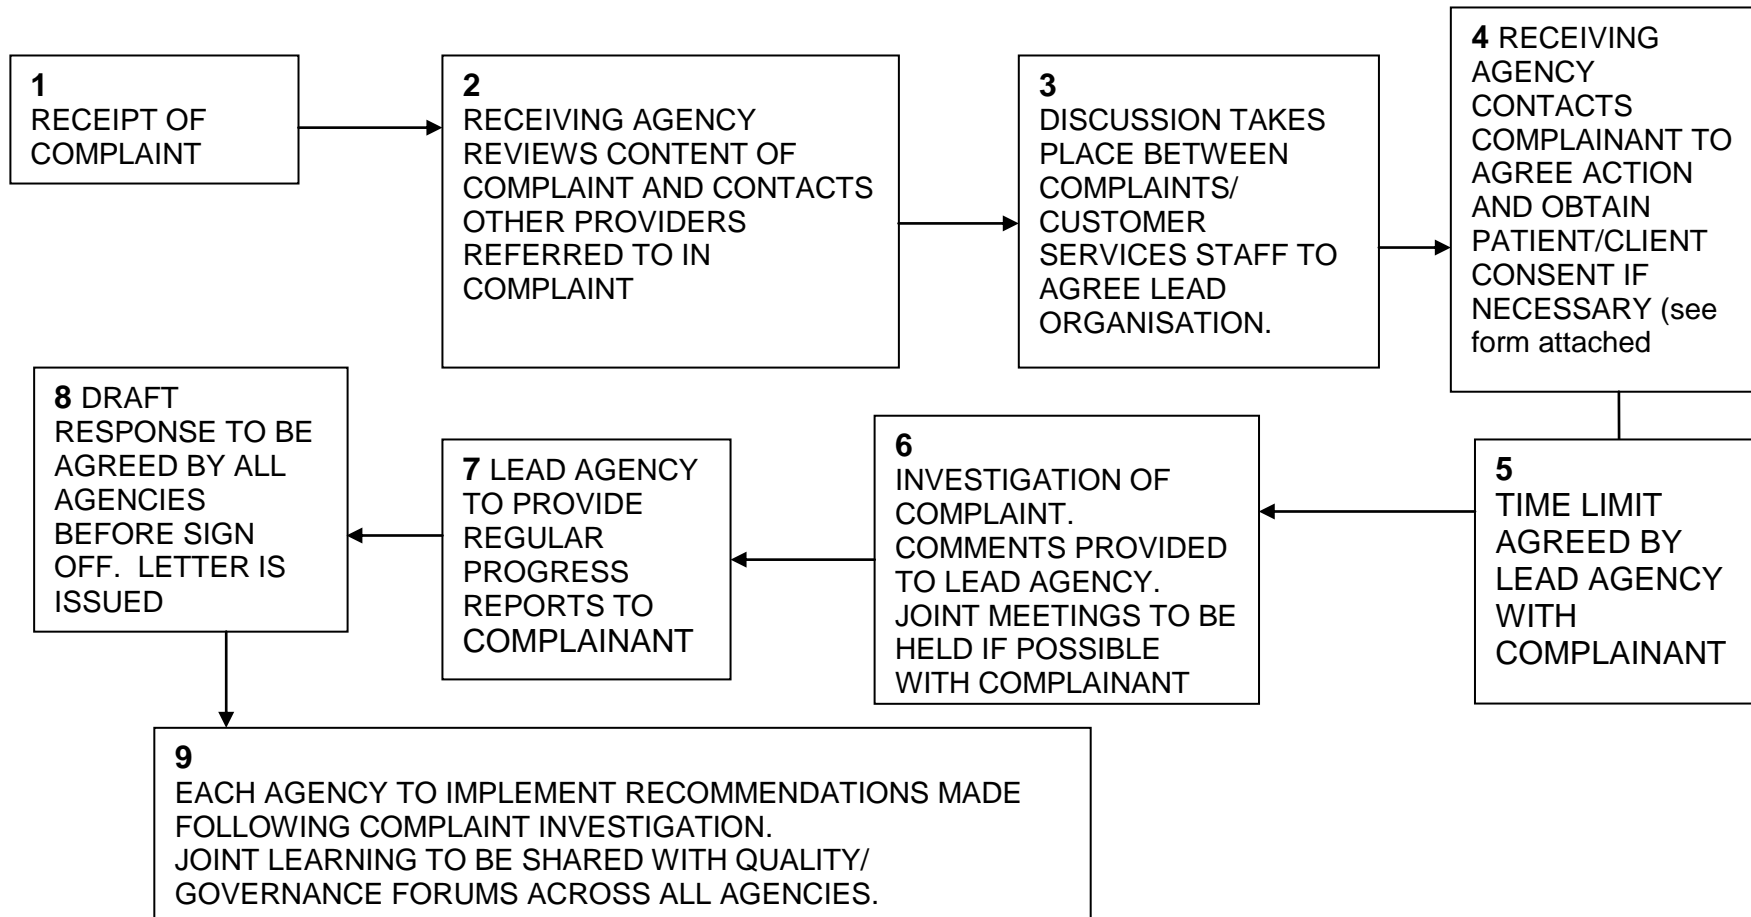 1
RECEIPT OF
COMPLAINT
2
RECEIVING AGENCY
REVIEWS CONTENT OF
COMPLAINT AND CONTACTS
OTHER PROVIDERS
REFERRED TO IN
COMPLAINT
3
DISCUSSION TAKES
PLACE BETWEEN
COMPLAINTS/
CUSTOMER
SERVICES STAFF TO
AGREE LEAD
ORGANISATION.
4 RECEIVING
AGENCY
CONTACTS
COMPLAINANT TO
AGREE ACTION
AND OBTAIN
PATIENT/CLIENT
CONSENT IF
NECESSARY (see
form attached
5
TIME LIMIT
AGREED BY
LEAD AGENCY
WITH
COMPLAINANT
6
INVESTIGATION OF
COMPLAINT.
COMMENTS PROVIDED
TO LEAD AGENCY.
JOINT MEETINGS TO BE
HELD IF POSSIBLE
WITH COMPLAINANT
7 LEAD AGENCY
TO PROVIDE
REGULAR
PROGRESS
REPORTS TO
COMPLAINANT
8 DRAFT
RESPONSE TO BE
AGREED BY ALL
AGENCIES
BEFORE SIGN
OFF.  LETTER IS
ISSUED
9
EACH AGENCY TO IMPLEMENT RECOMMENDATIONS MADE
FOLLOWING COMPLAINT INVESTIGATION.
JOINT LEARNING TO BE SHARED WITH QUALITY/
GOVERNANCE FORUMS ACROSS ALL AGENCIES.